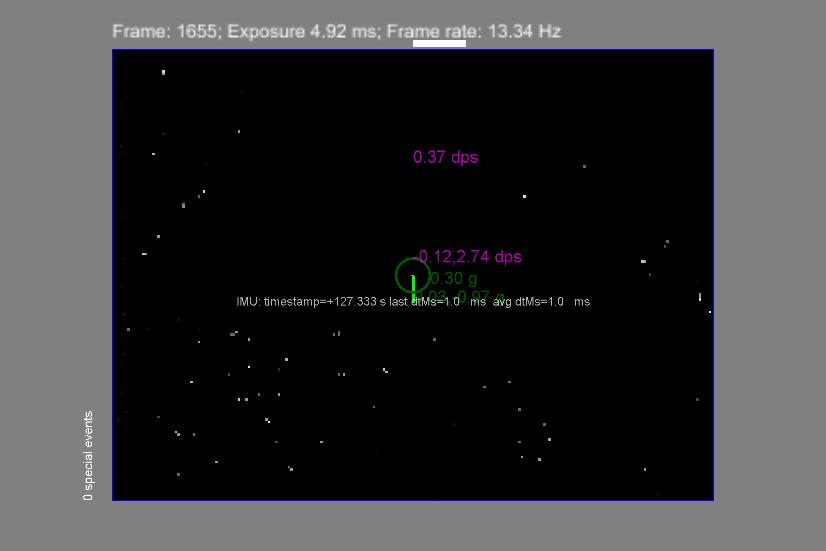 Frame: 1655; Exposure 4.92 ms; Frame rate: 13.34 Hz
0.37 dps
-0.12,2.74 dps
0.30 g
IMU: timestamp=+127.333 s last dtMs=1.0 ms avg dtMs=1.0 ms
0 special events